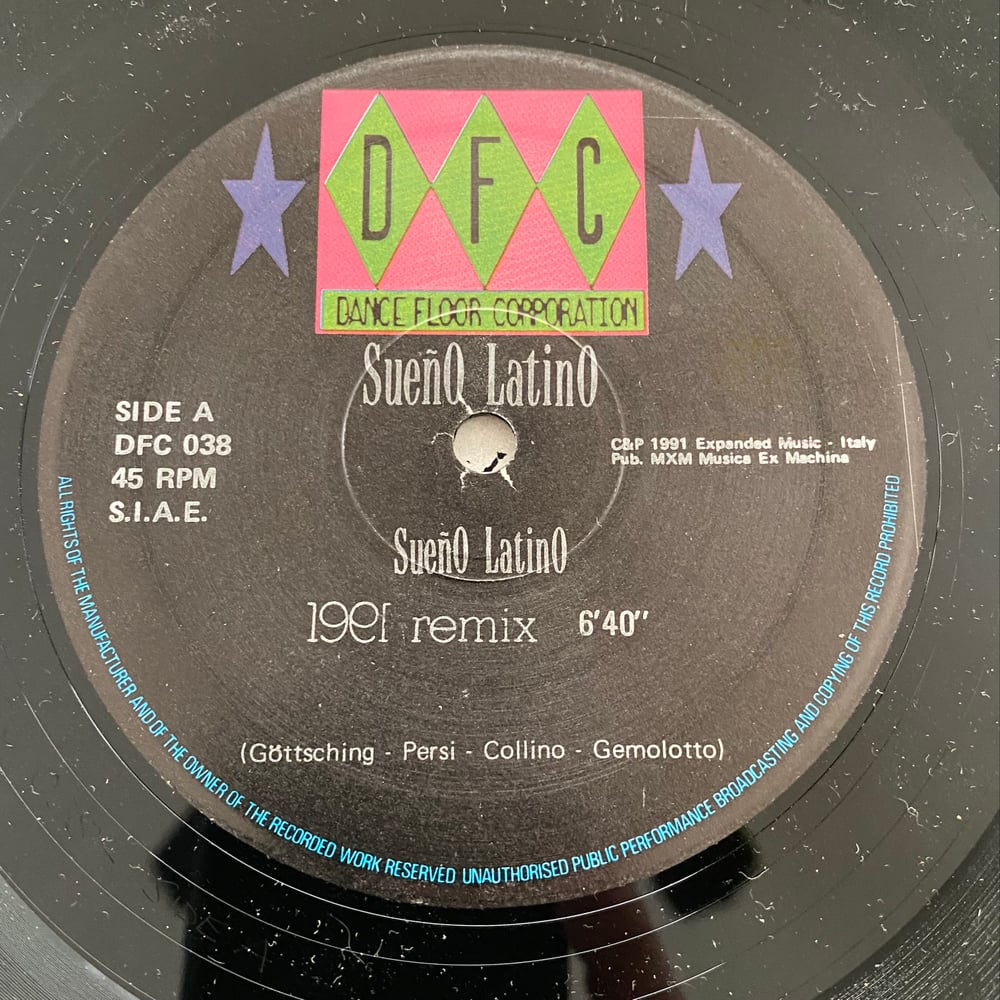 D F C
DANCE FLOOR CORPORATION
SueñO LatinO
SIDE A
DFC 038
45 RPM
S.I.A.E.
C&P 1991 Expanded Music - Italy
Pub. MXM Musica Ex Machina
SueñO LatinO
1991 remix 6'40"
(Göttsching - Persi - Collino - Gemolotto)
ALL RIGHTS OF THE MANUFACTURER AND OF THE OWNER OF THE RECORDED WORK RESERVED UNAUTHORISED PUBLIC PERFORMANCE BROADCASTING AND COPYING OF THIS RECORD PROHIBITED